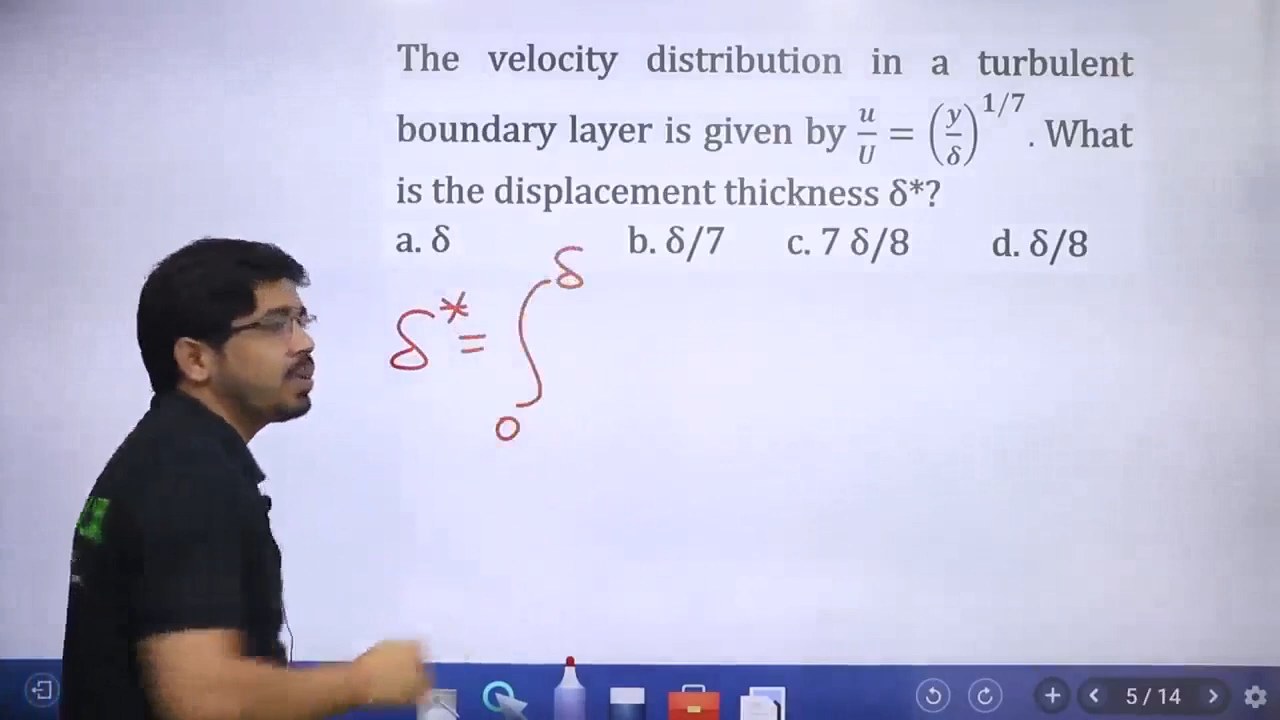 The velocity distribution in a turbulent
boundary layer is given by u/U = (y/δ)^1/7. What
is the displacement thickness δ*?
a. δ b. δ/7 c. 7 δ/8 d. δ/8
δ* = ∫₀^δ
5 / 14